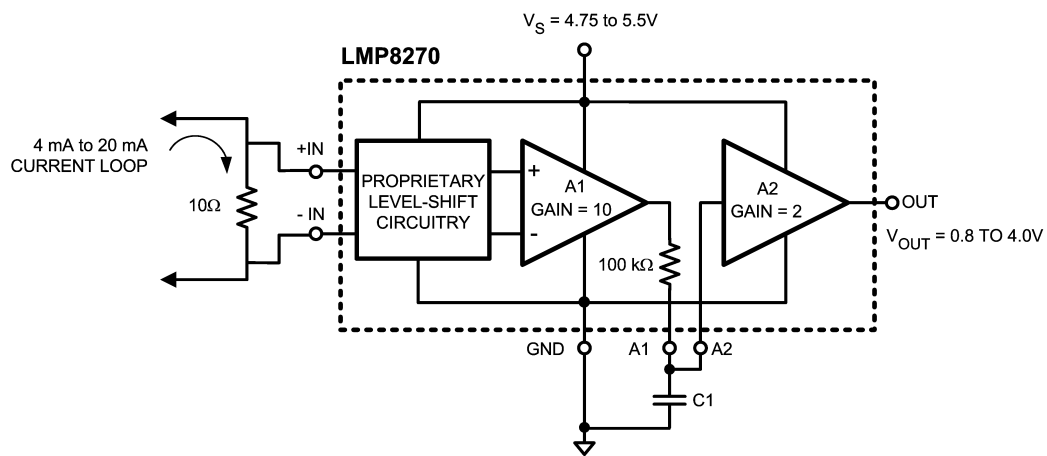 V_S = 4.75 to 5.5V
LMP8270
4 mA to 20 mA
CURRENT LOOP
+IN
10Ω
- IN
PROPRIETARY
LEVEL-SHIFT
CIRCUITRY
+
-
A1
GAIN = 10
100 kΩ
A2
GAIN = 2
OUT
V_OUT = 0.8 TO 4.0V
GND
A1
A2
C1